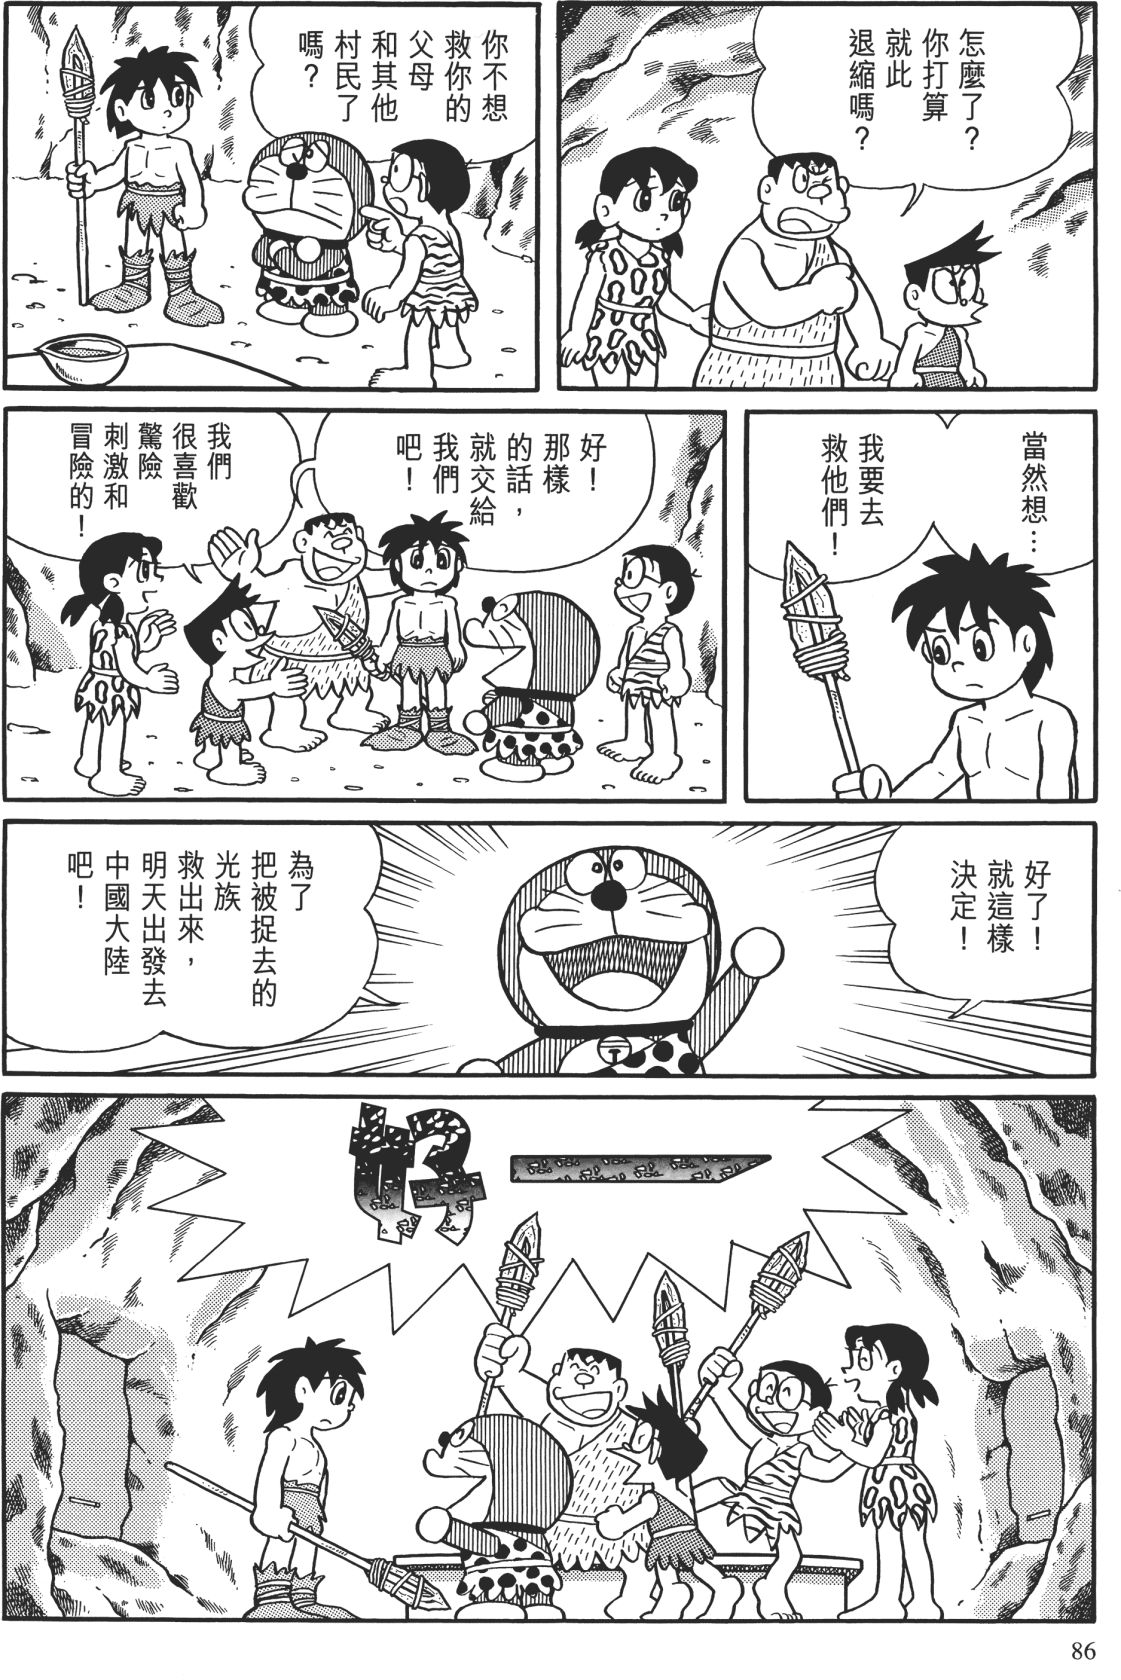 怎麼了？
你打算
就此
退縮嗎？
你不想
救你的
父母
和其他
村民了
嗎？
當然想…
我要去
救他們！
好！
那樣
的話，
就交給
我們
吧！
我們
很喜歡
驚險
刺激和
冒險的！
好了！
就這樣
決定！
為了
把被捉去的
光族
救出來，
明天出發去
中國大陸
吧！
好
86